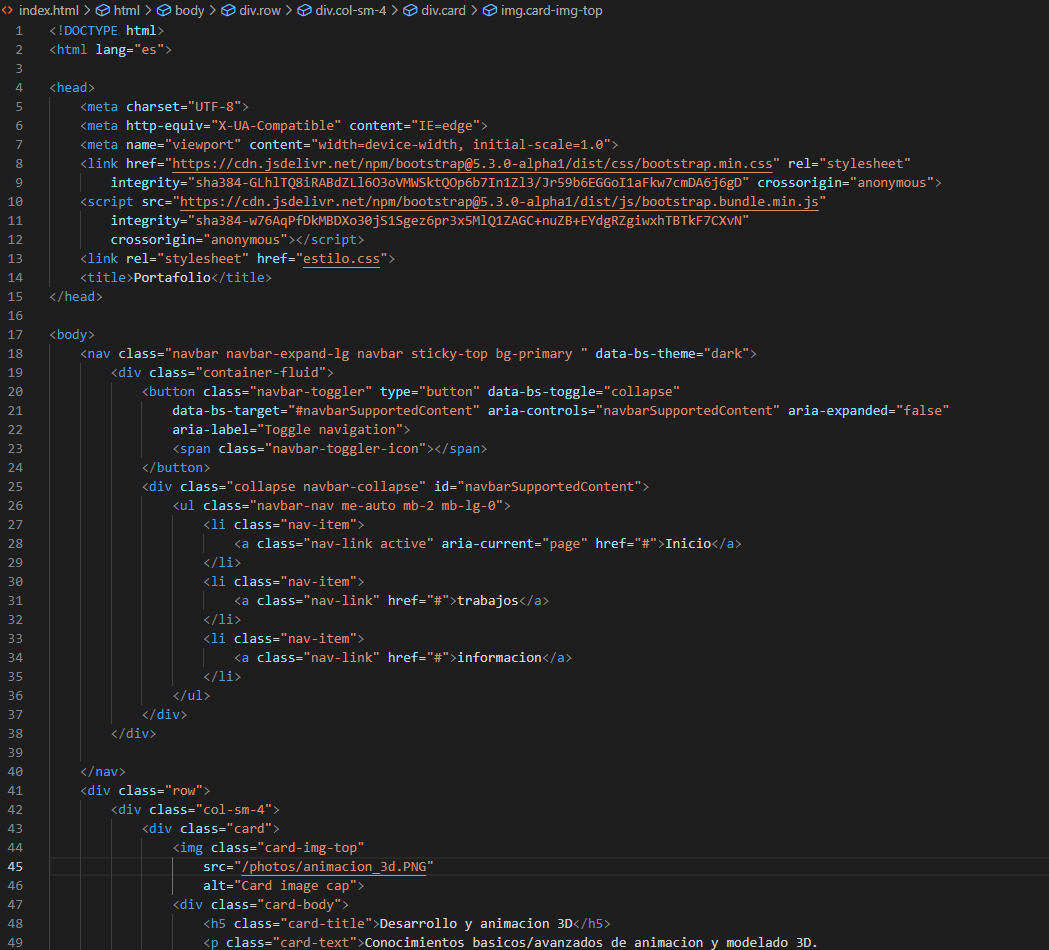 index.html > html > body > div.row > div.col-sm-4 > div.card > img.card-img-top
1 <!DOCTYPE html>
2 <html lang="es">
3
4 <head>
5 <meta charset="UTF-8">
6 <meta http-equiv="X-UA-Compatible" content="IE=edge">
7 <meta name="viewport" content="width=device-width, initial-scale=1.0">
8 <link href="https://cdn.jsdelivr.net/npm/bootstrap@5.3.0-alpha1/dist/css/bootstrap.min.css" rel="stylesheet"
9 integrity="sha384-GLhlTQ8iRABdZLl6O3oVMWSktQOp6b7In1Zl3/Jr59b6EGGoI1aFkw7cmDA6j6gD" crossorigin="anonymous">
10 <script src="https://cdn.jsdelivr.net/npm/bootstrap@5.3.0-alpha1/dist/js/bootstrap.bundle.min.js"
11 integrity="sha384-w76AqPfDkMBDXo30jS1Sgez6pr3x5MlQ1ZAGC+nuZB+EYdgRZgiwxhTBTkF7CXvN"
12 crossorigin="anonymous"></script>
13 <link rel="stylesheet" href="estilo.css">
14 <title>Portafolio</title>
15 </head>
16
17 <body>
18 <nav class="navbar navbar-expand-lg navbar sticky-top bg-primary " data-bs-theme="dark">
19 <div class="container-fluid">
20 <button class="navbar-toggler" type="button" data-bs-toggle="collapse"
21 data-bs-target="#navbarSupportedContent" aria-controls="navbarSupportedContent" aria-expanded="false"
22 aria-label="Toggle navigation">
23 <span class="navbar-toggler-icon"></span>
24 </button>
25 <div class="collapse navbar-collapse" id="navbarSupportedContent">
26 <ul class="navbar-nav me-auto mb-2 mb-lg-0">
27 <li class="nav-item">
28 <a class="nav-link active" aria-current="page" href="#">Inicio</a>
29 </li>
30 <li class="nav-item">
31 <a class="nav-link" href="#">trabajos</a>
32 </li>
33 <li class="nav-item">
34 <a class="nav-link" href="#">informacion</a>
35 </li>
36 </ul>
37 </div>
38 </div>
39
40 </nav>
41 <div class="row">
42 <div class="col-sm-4">
43 <div class="card">
44 <img class="card-img-top"
45 src="/photos/animacion_3d.PNG"
46 alt="Card image cap">
47 <div class="card-body">
48 <h5 class="card-title">Desarrollo y animacion 3D</h5>
49 <p class="card-text">Conocimientos basicos/avanzados de animacion y modelado 3D.